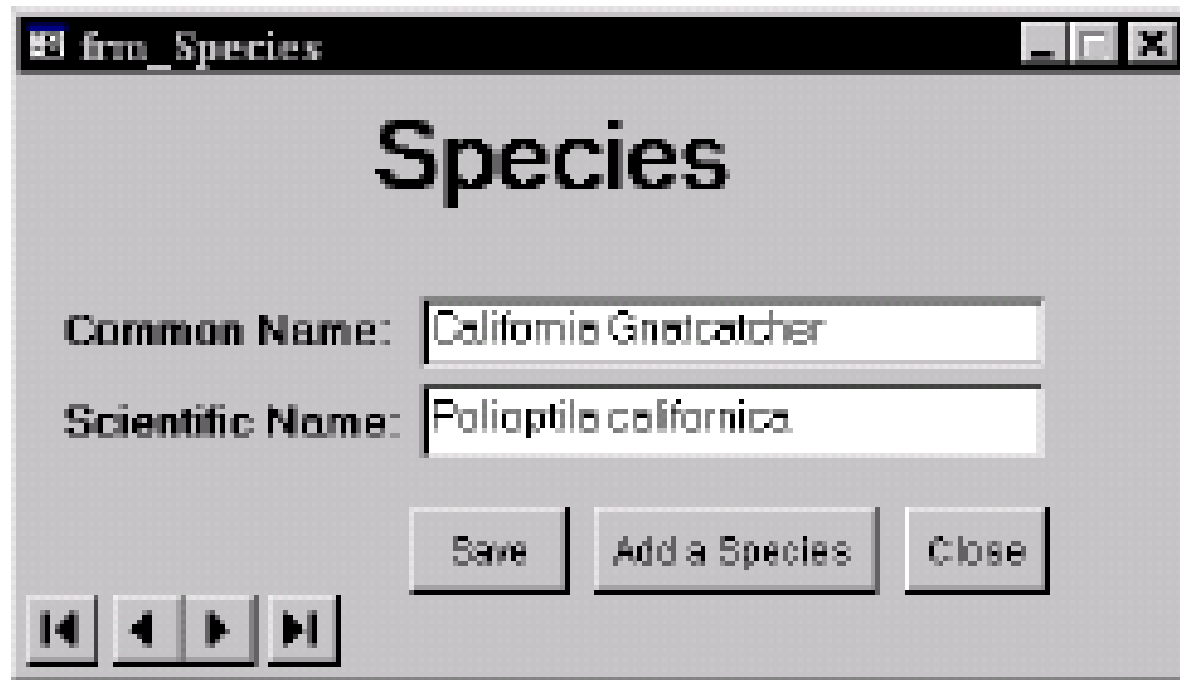 frm_Species
Species
Common Name: California Gnatcatcher
Scientific Name: Polioptila californica
Save Add a Species Close